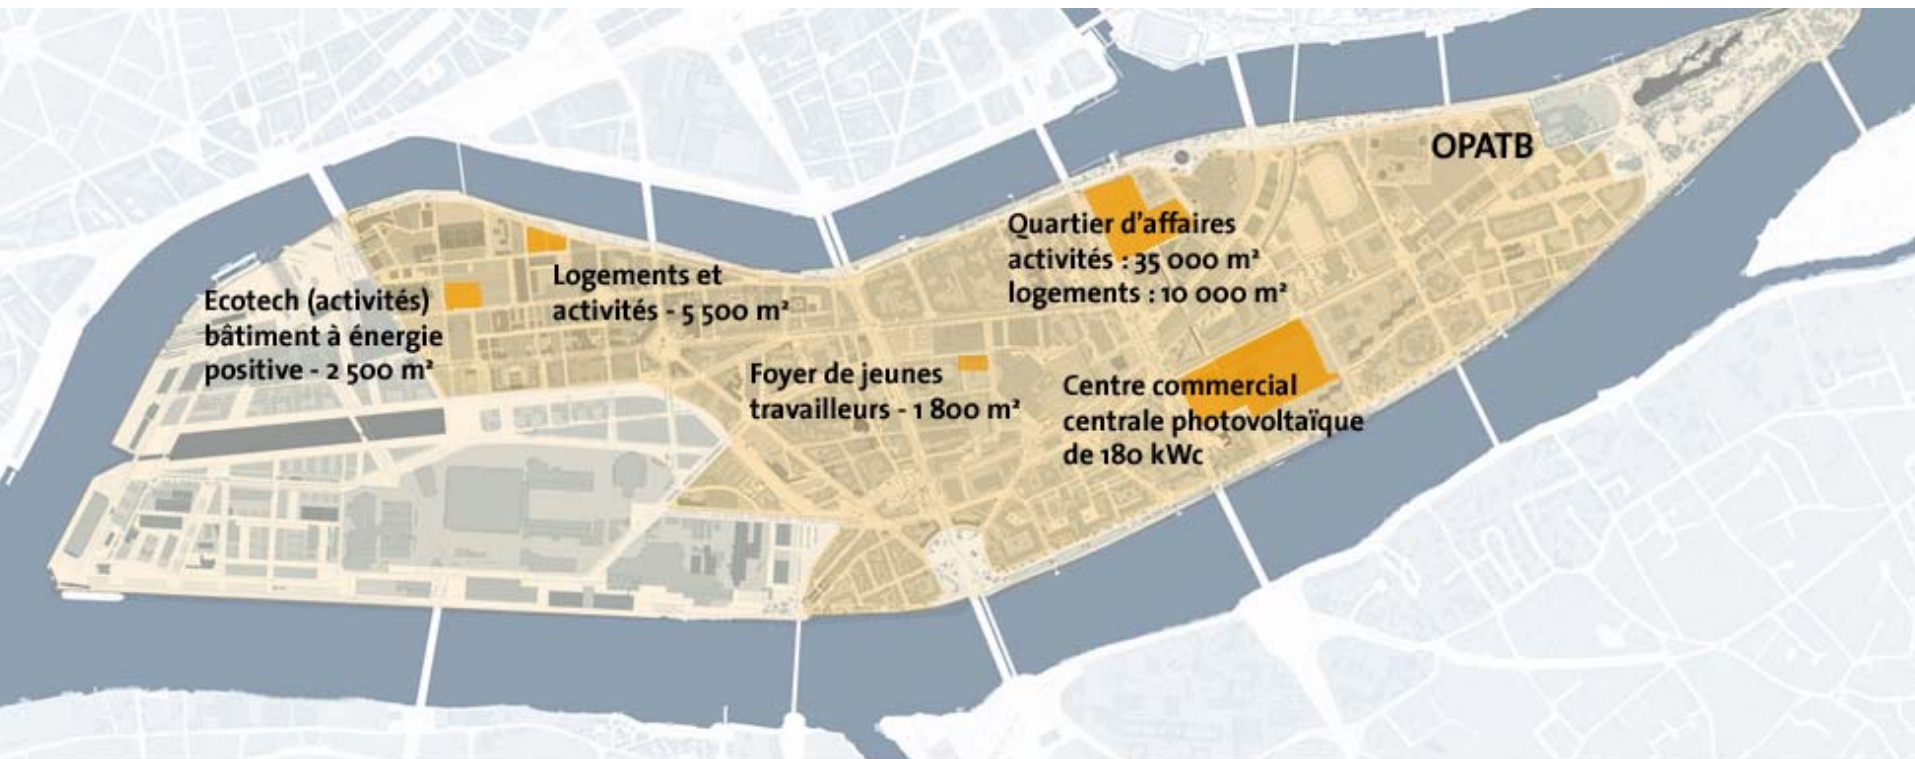 OPATB
Quartier d'affaires
activités : 35 000 m²
logements : 10 000 m²
Logements et
activités - 5 500 m²
Ecotech (activités)
bâtiment à énergie
positive - 2 500 m²
Foyer de jeunes
travailleurs - 1 800 m²
Centre commercial
centrale photovoltaïque
de 180 kWc